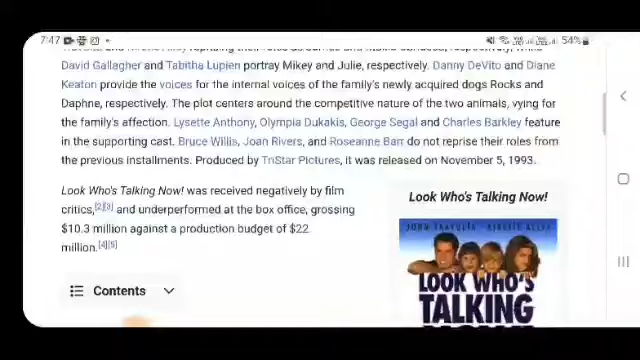 7:47 54%
David Gallagher and Tabitha Lupien portray Mikey and Julie, respectively. Danny DeVito and Diane
Keaton provide the voices for the internal voices of the family's newly acquired dogs Rocks and
Daphne, respectively. The plot centers around the competitive nature of the two animals, vying for
the family's affection. Lysette Anthony, Olympia Dukakis, George Segal and Charles Barkley feature
in the supporting cast. Bruce Willis, Joan Rivers, and Roseanne Barr do not reprise their roles from
the previous installments. Produced by TriStar Pictures, it was released on November 5, 1993.
Look Who's Talking Now! was received negatively by film
critics,[2][3] and underperformed at the box office, grossing
$10.3 million against a production budget of $22
million.[4][5]
Contents
Look Who's Talking Now!
JOHN TRAVOLTA KIRSTIE ALLEY
LOOK WHO'S
TALKING